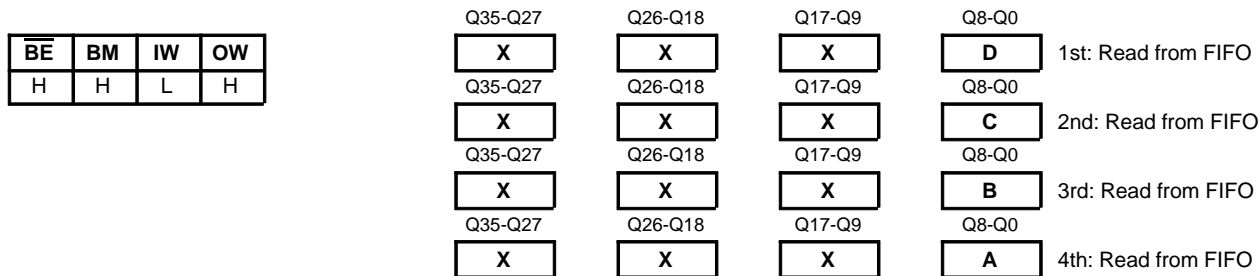 Q35-Q27 Q26-Q18 Q17-Q9 Q8-Q0
BE BM IW OW X X X D 1st: Read from FIFO
H H L H
Q35-Q27 Q26-Q18 Q17-Q9 Q8-Q0
X X X C 2nd: Read from FIFO
Q35-Q27 Q26-Q18 Q17-Q9 Q8-Q0
X X X B 3rd: Read from FIFO
Q35-Q27 Q26-Q18 Q17-Q9 Q8-Q0
X X X A 4th: Read from FIFO